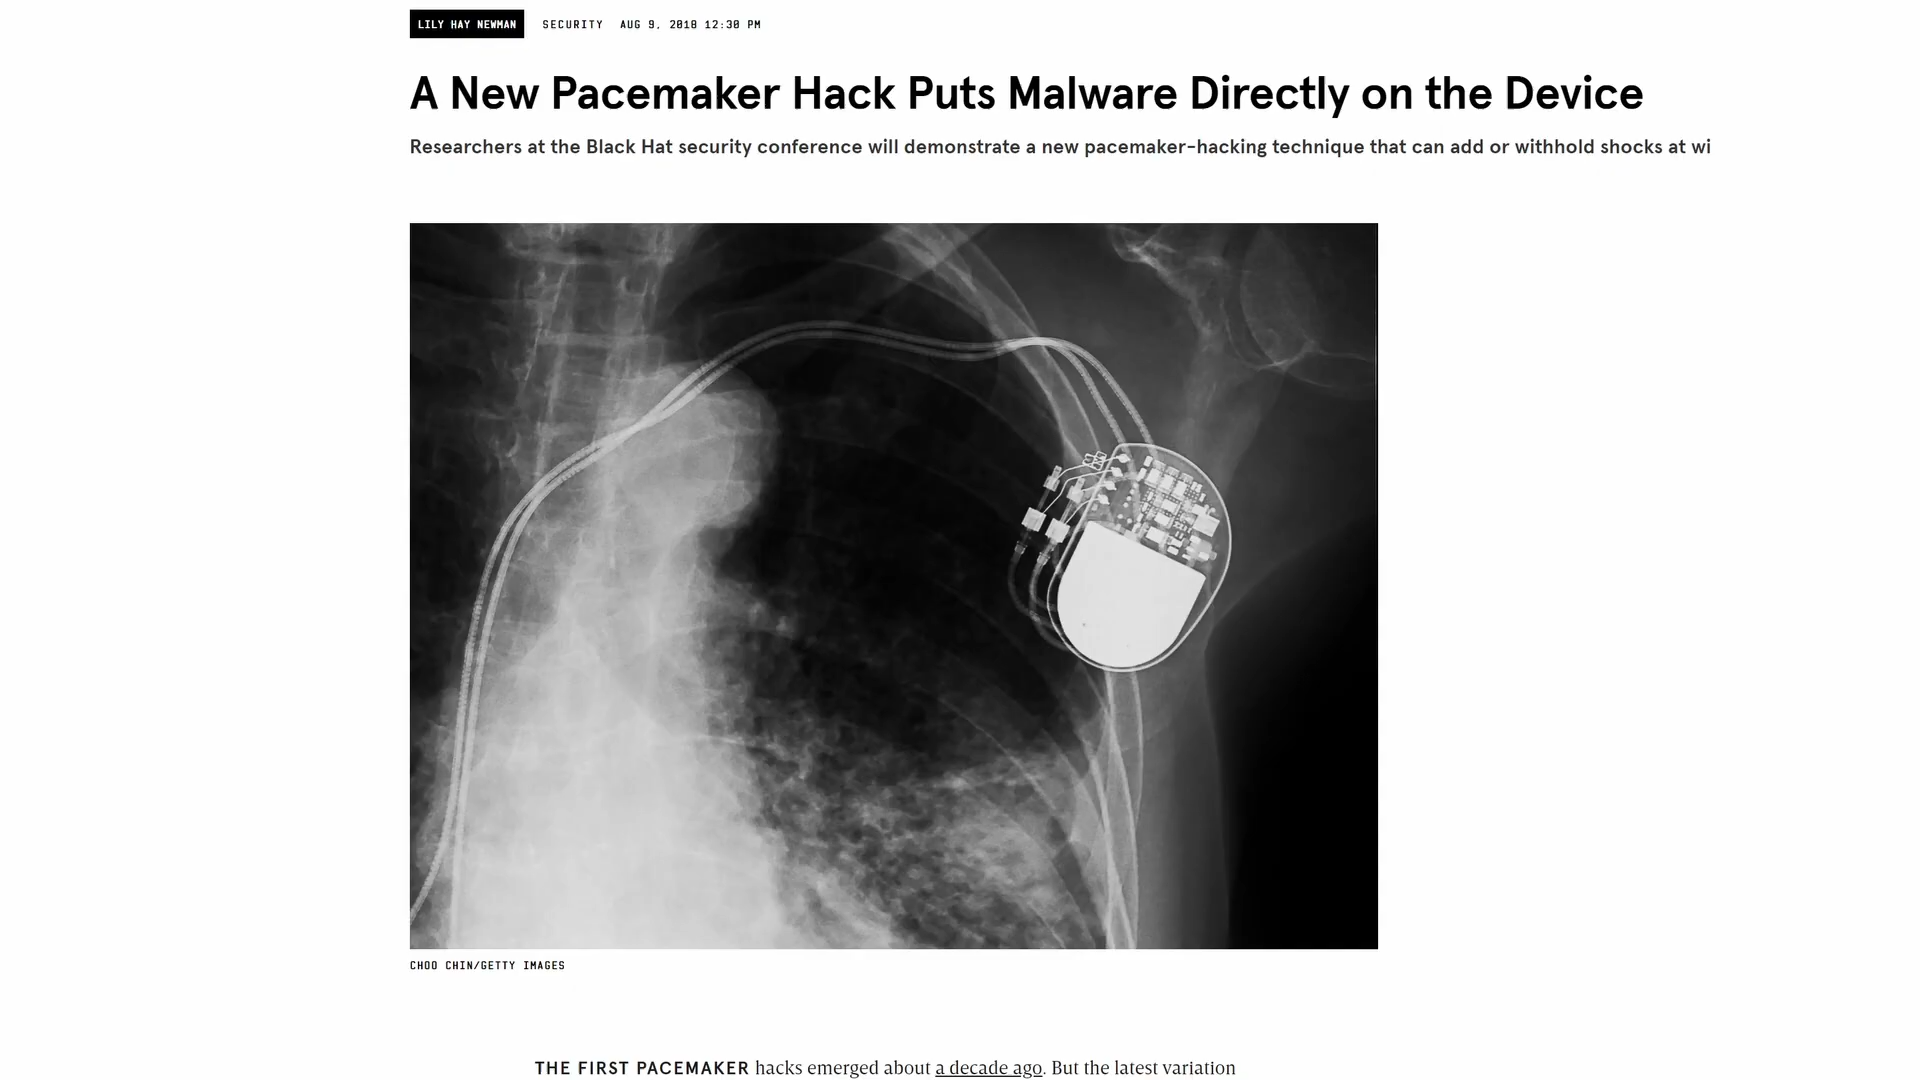 LILY HAY NEWMAN SECURITY AUG 9, 2018 12:30 PM
A New Pacemaker Hack Puts Malware Directly on the Device
Researchers at the Black Hat security conference will demonstrate a new pacemaker-hacking technique that can add or withhold shocks at wi
CHOO CHIN/GETTY IMAGES
THE FIRST PACEMAKER hacks emerged about a decade ago. But the latest variation